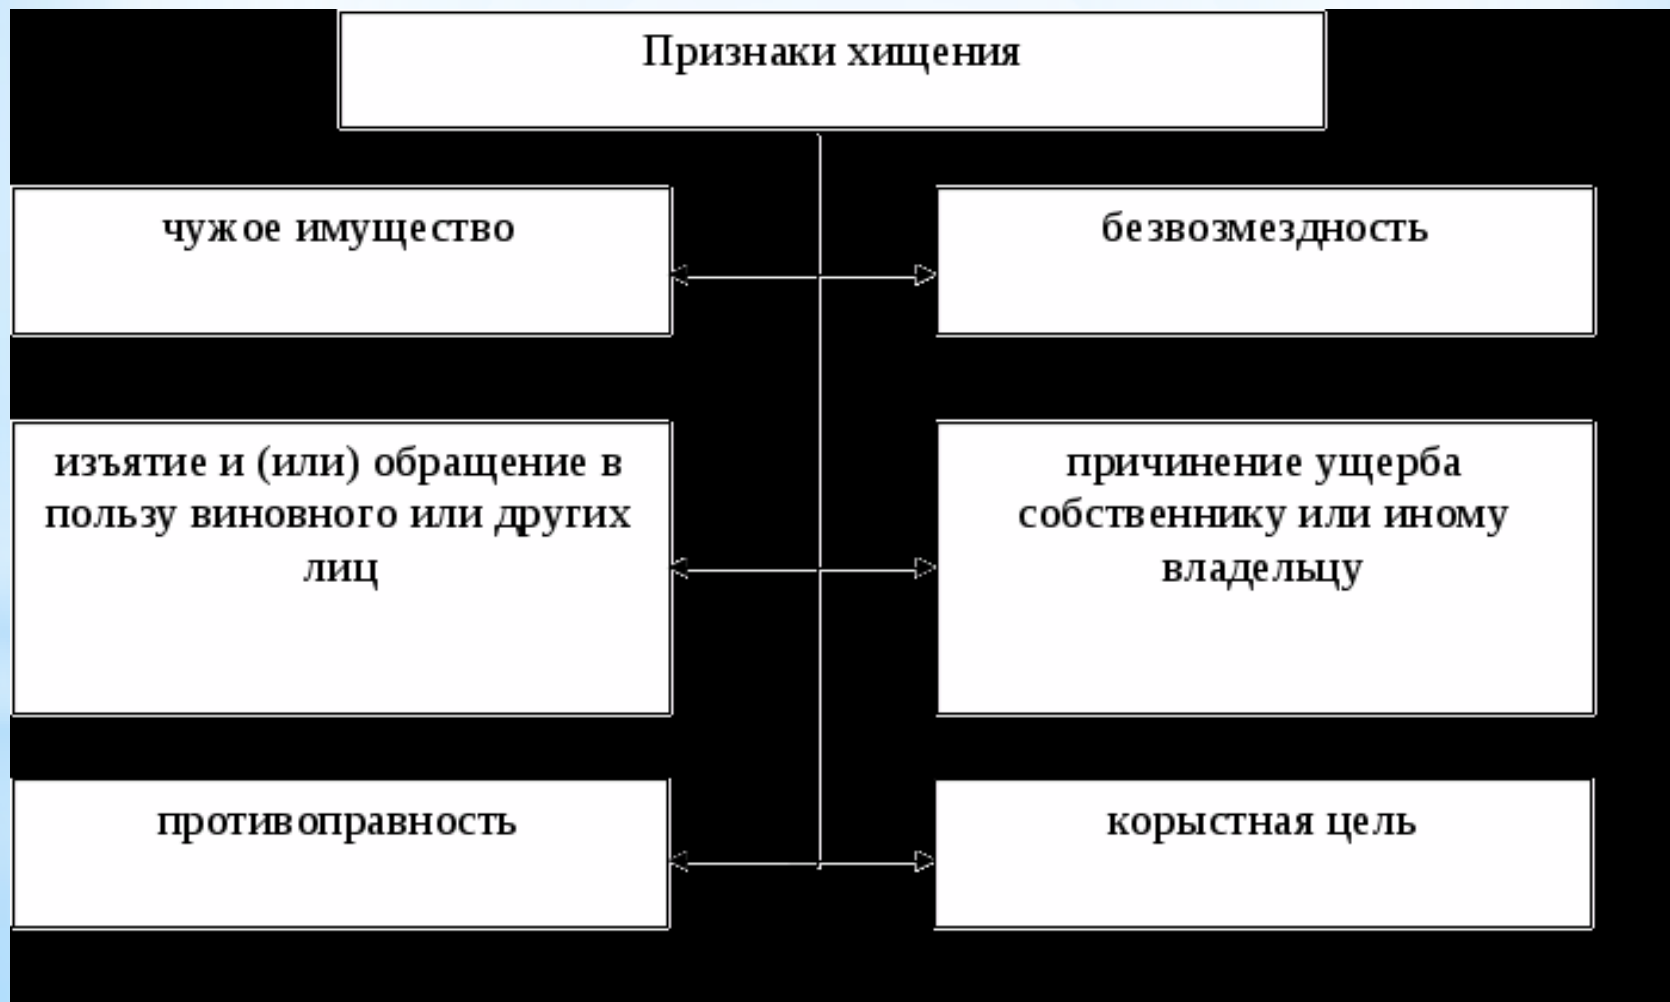 Признаки хищения
чужое имущество
безвозмездность
изъятие и (или) обращение в
пользу виновного или других
лиц
причинение ущерба
собственнику или иному
владельцу
противоправность
корыстная цель